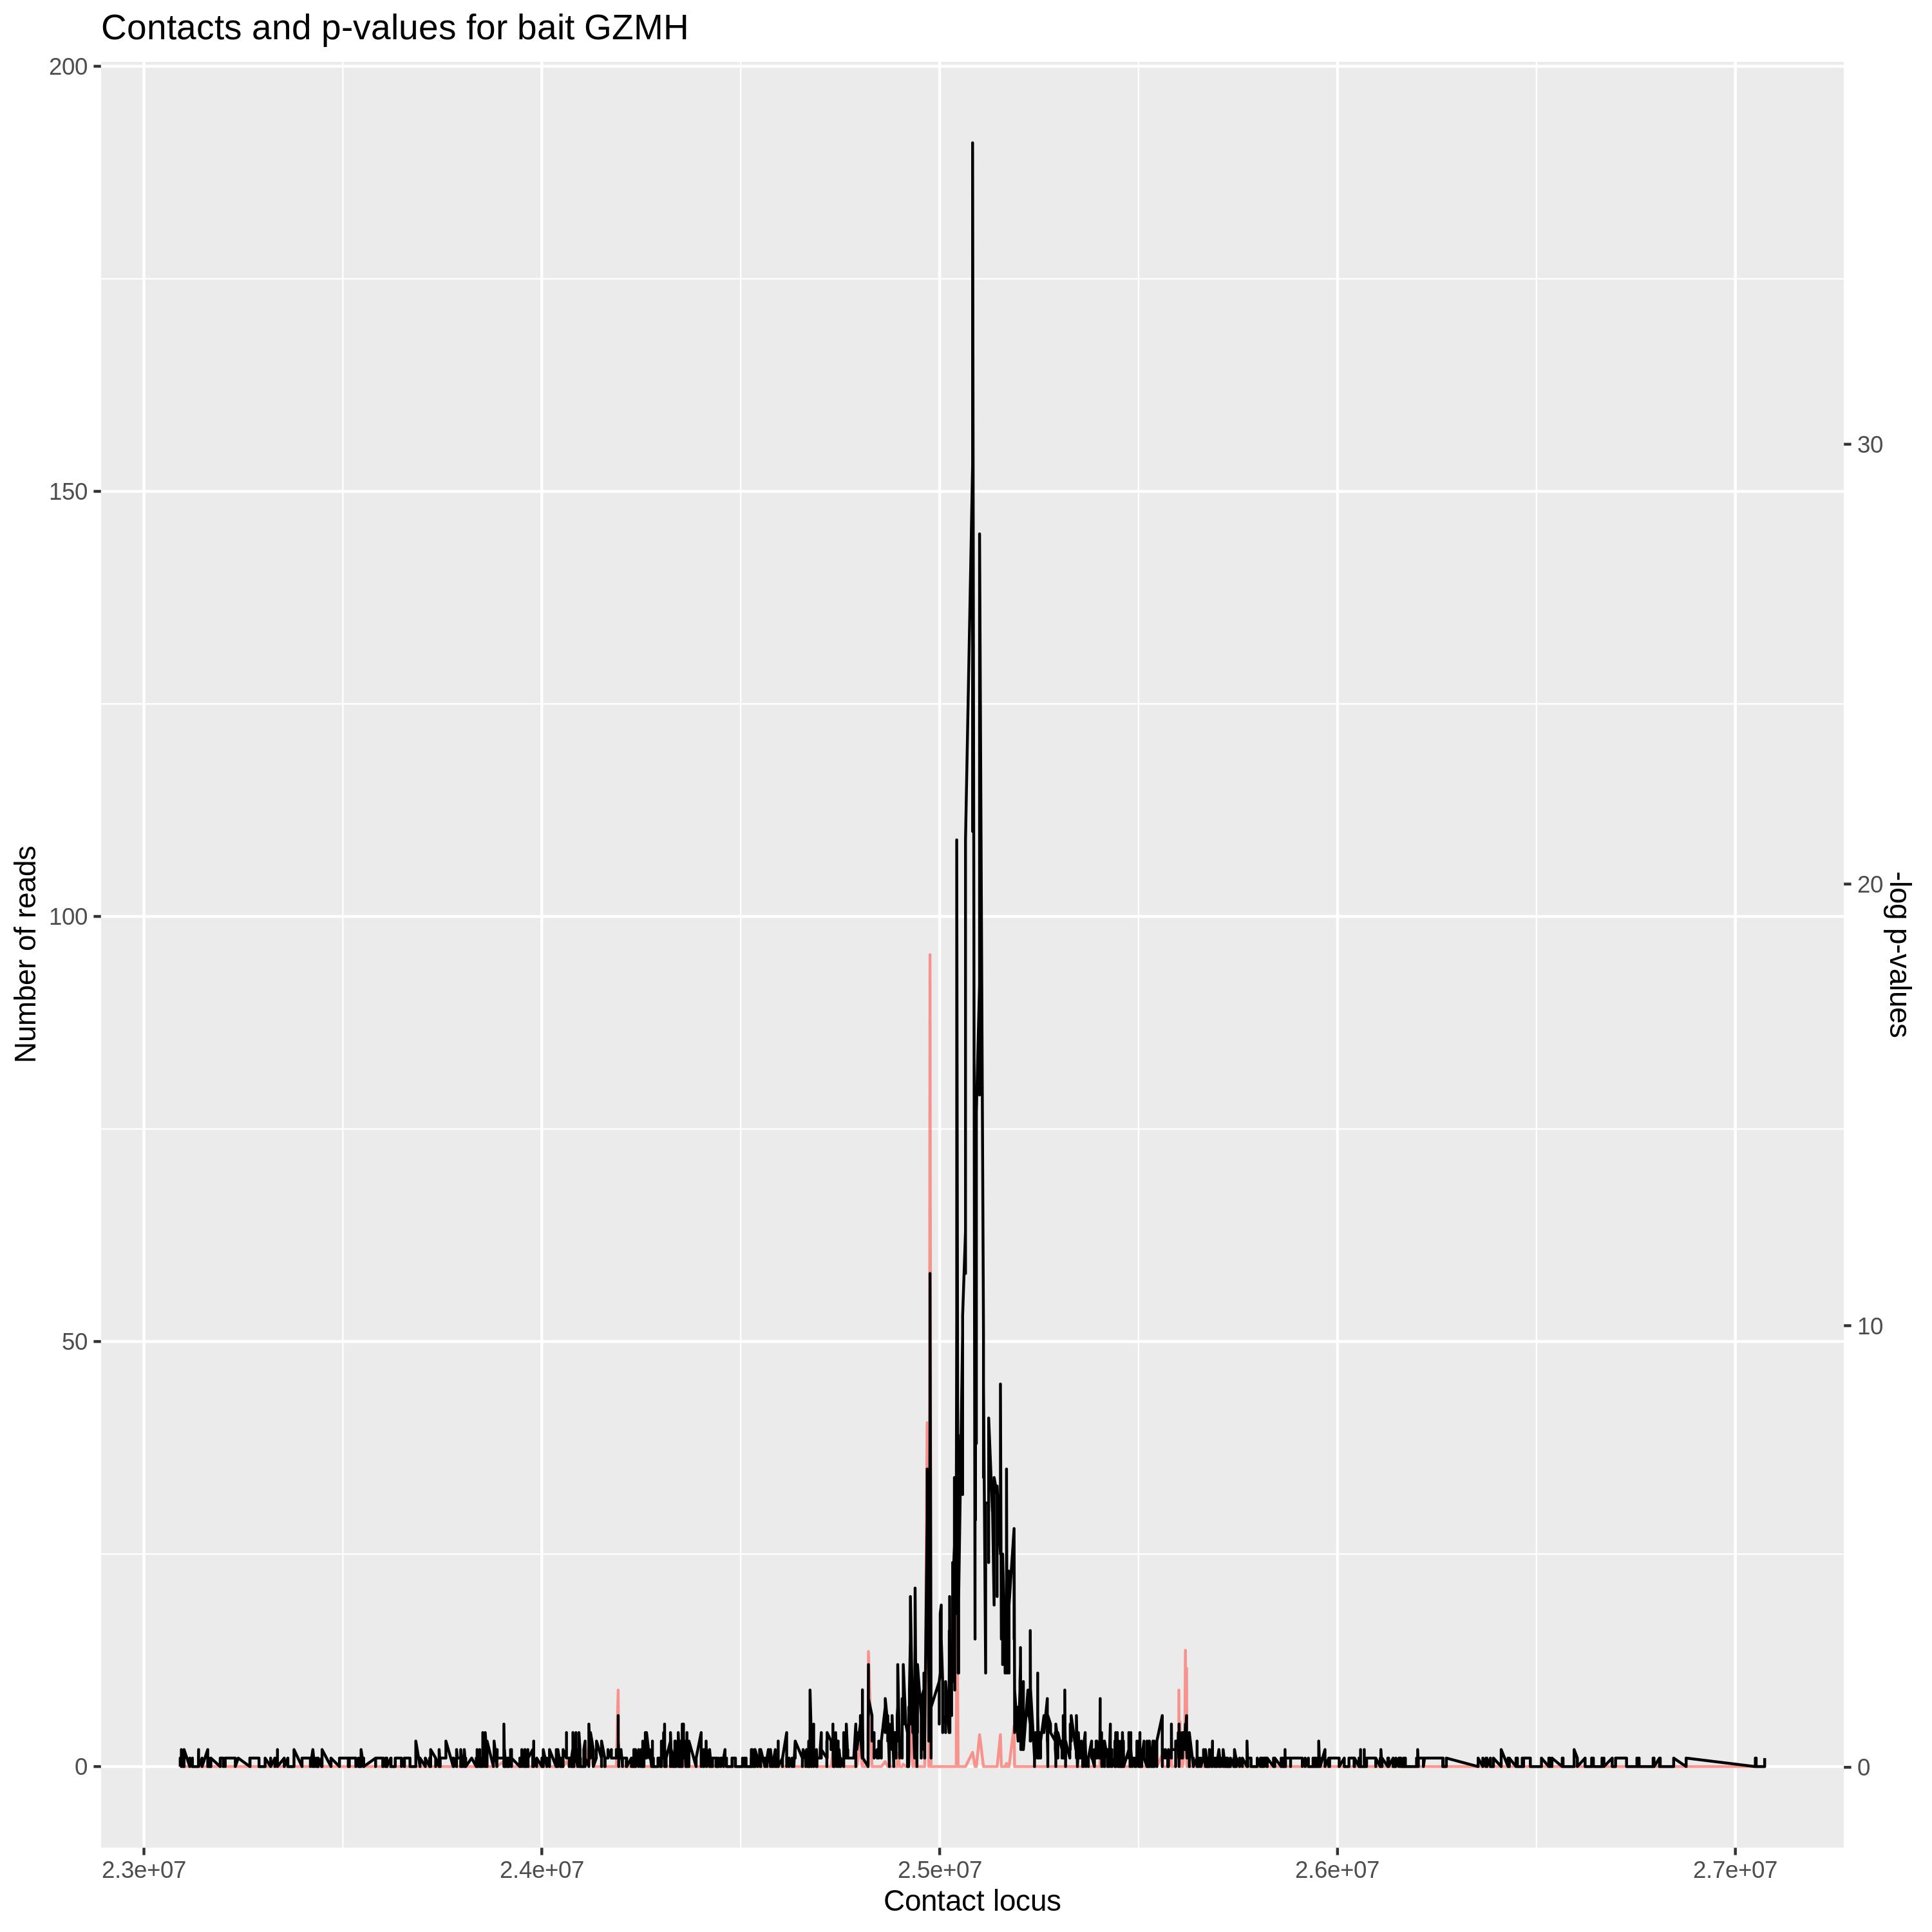 Contacts and p-values for bait GZMH
200
150
100
50
0
Number of reads
30
20
10
0
-log p-values
2.3e+07 2.4e+07 2.5e+07 2.6e+07 2.7e+07
Contact locus